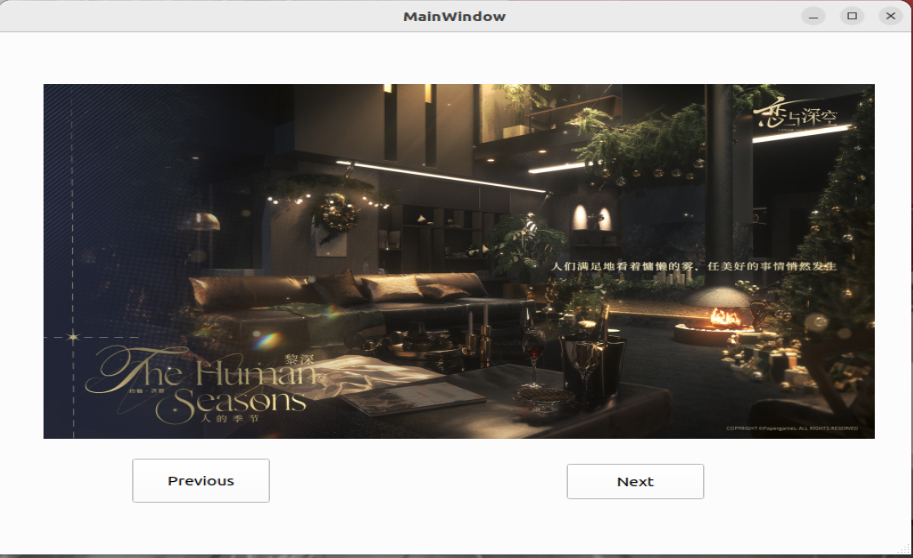 MainWindow
恋与深空
人们满足地看着慵懒的雾，任美好的事情悄然发生
黎深
The Human
Seasons
人的季节
COPYRIGHT ©Papergames. ALL RIGHTS RESERVED
Previous
Next